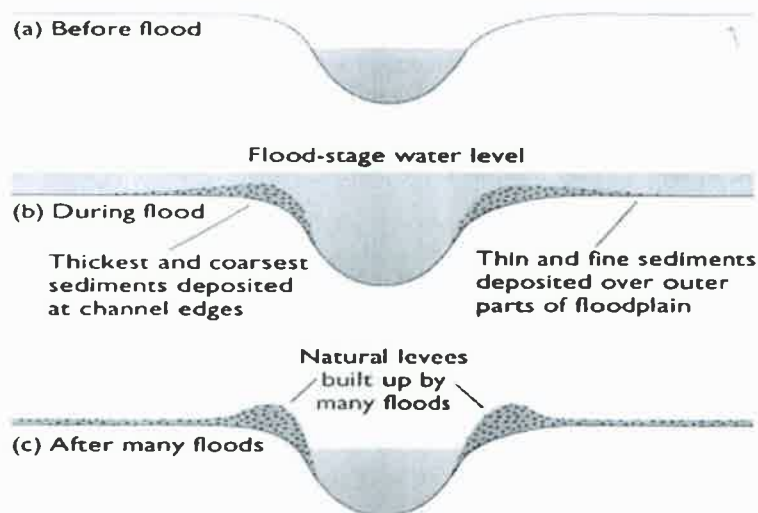 (a) Before flood
Flood-stage water level
(b) During flood
Thickest and coarsest
sediments deposited
at channel edges
Thin and fine sediments
deposited over outer
parts of floodplain
Natural levees
built up by
many floods
(c) After many floods